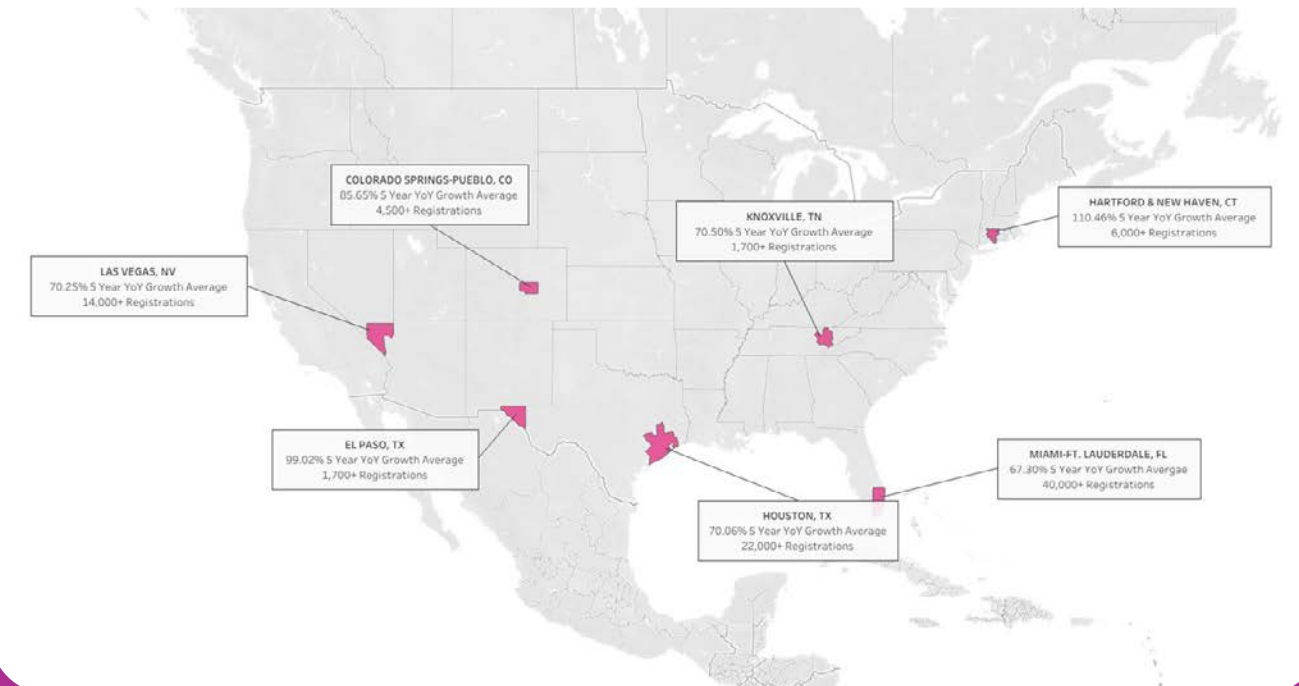 COLORADO SPRINGS-PUEBLO, CO
85.65% 5 Year YoY Growth Average
4,500+ Registrations
HARTFORD & NEW HAVEN, CT
110.46% 5 Year YoY Growth Average
6,000+ Registrations
KNOXVILLE, TN
70.50% 5 Year YoY Growth Average
1,700+ Registrations
LAS VEGAS, NV
70.25% 5 Year YoY Growth Average
14,000+ Registrations
EL PASO, TX
99.02% 5 Year YoY Growth Average
1,700+ Registrations
MIAMI-FT. LAUDERDALE, FL
67.30% 5 Year YoY Growth Avergae
40,000+ Registrations
HOUSTON, TX
70.06% 5 Year YoY Growth Average
22,000+ Registrations